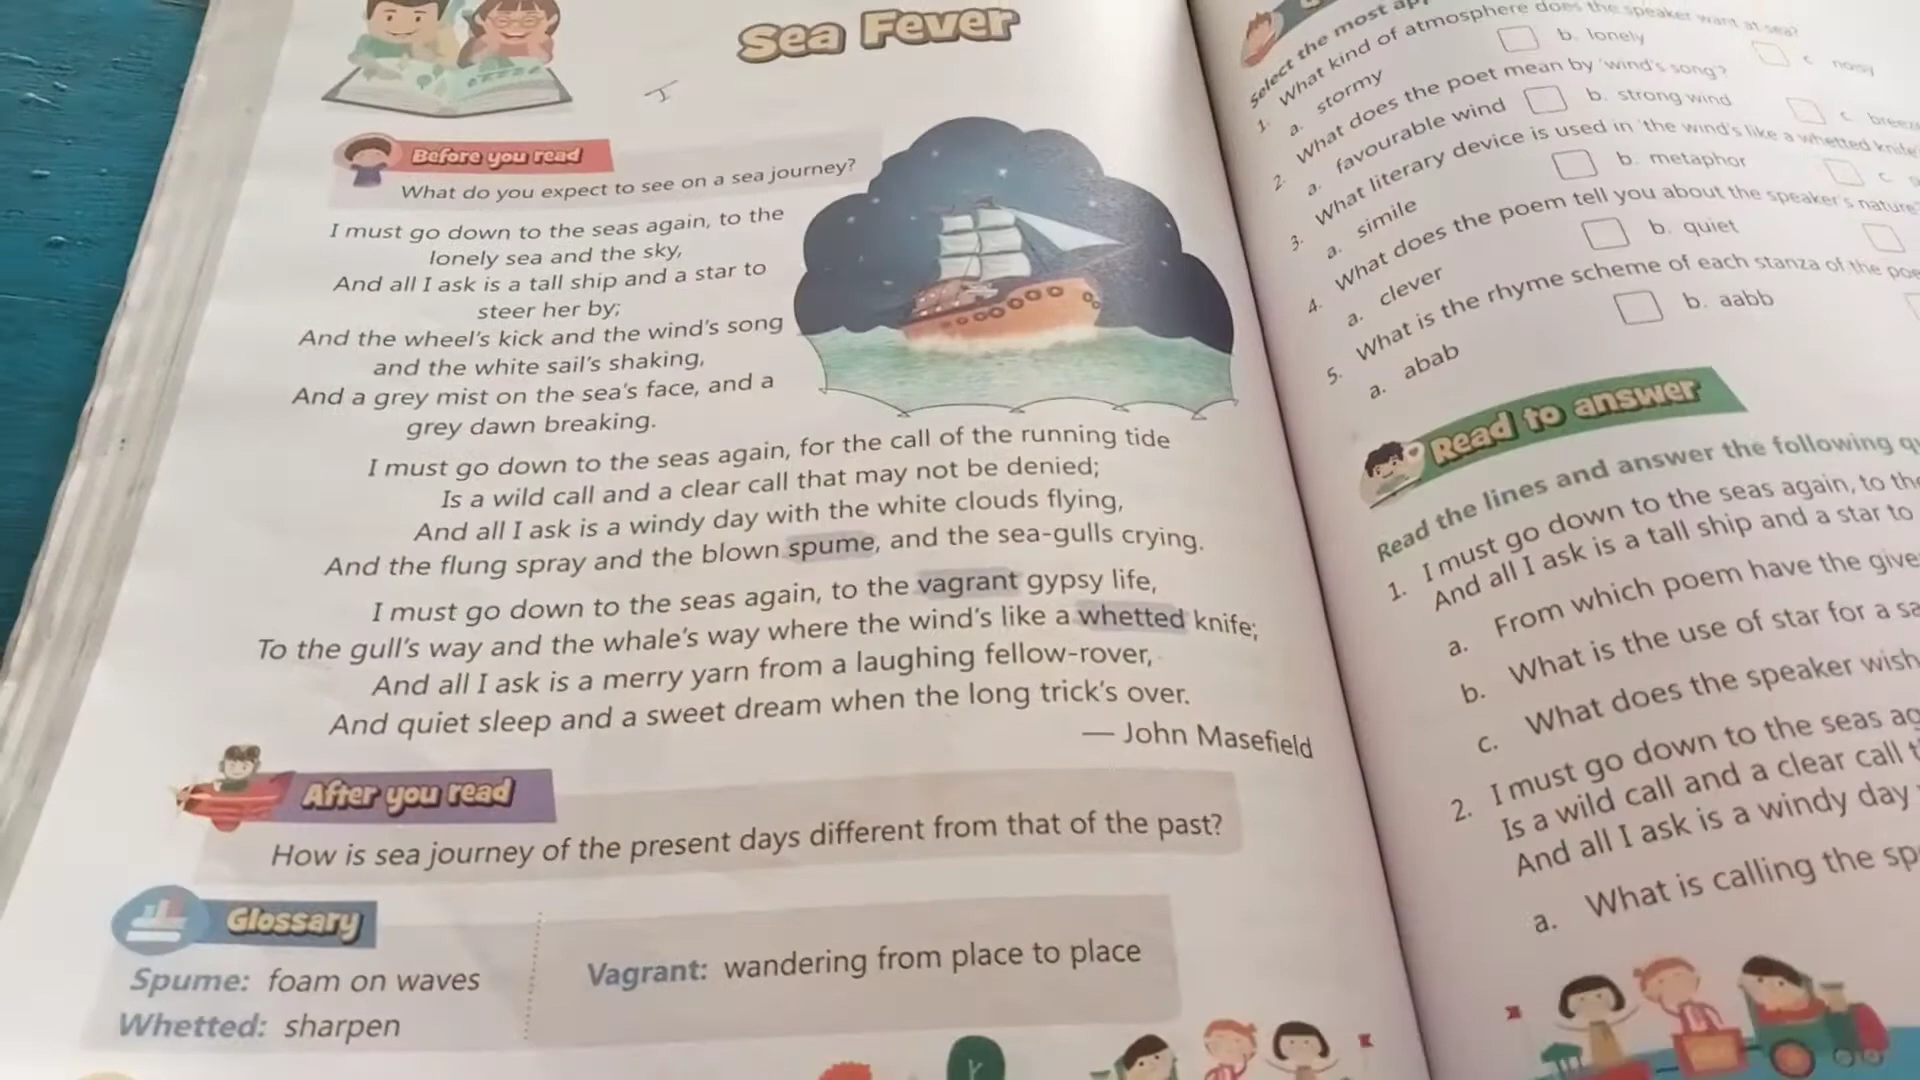 Sea Fever
Before you read
What do you expect to see on a sea journey?
I must go down to the seas again, to the
lonely sea and the sky,
And all I ask is a tall ship and a star to
steer her by;
And the wheel's kick and the wind's song
and the white sail's shaking,
And a grey mist on the sea's face, and a
grey dawn breaking.
I must go down to the seas again, for the call of the running tide
Is a wild call and a clear call that may not be denied;
And all I ask is a windy day with the white clouds flying,
And the flung spray and the blown spume, and the sea-gulls crying.
I must go down to the seas again, to the vagrant gypsy life,
To the gull's way and the whale's way where the wind's like a whetted knife;
And all I ask is a merry yarn from a laughing fellow-rover,
And quiet sleep and a sweet dream when the long trick's over.
— John Masefield
After you read
How is sea journey of the present days different from that of the past?
Glossary
Spume: foam on waves
Whetted: sharpen
Vagrant: wandering from place to place
Select the most
1. What kind of atmosphere does the speaker want at sea?
a. stormy b. lonely c noisy
2. What does the poet mean by 'wind's song?
a. favourable wind b. strong wind c
3. What literary device is used in 'the wind's like a whetted knife
a. simile b. metaphor c
4. What does the poem tell you about the speaker's nature?
a. clever b. quiet
5. What is the rhyme scheme of each stanza of the
a. abab b. aabb
Read to answer
Read the lines and answer the following
1. I must go down to the seas again, to the
And all I ask is a tall ship and a star to
a. From which poem have the
b. What is the use of star for a
c. What does the speaker
2. I must go down to the seas
Is a wild call and a clear call
And all I ask is a windy day
a. What is calling the